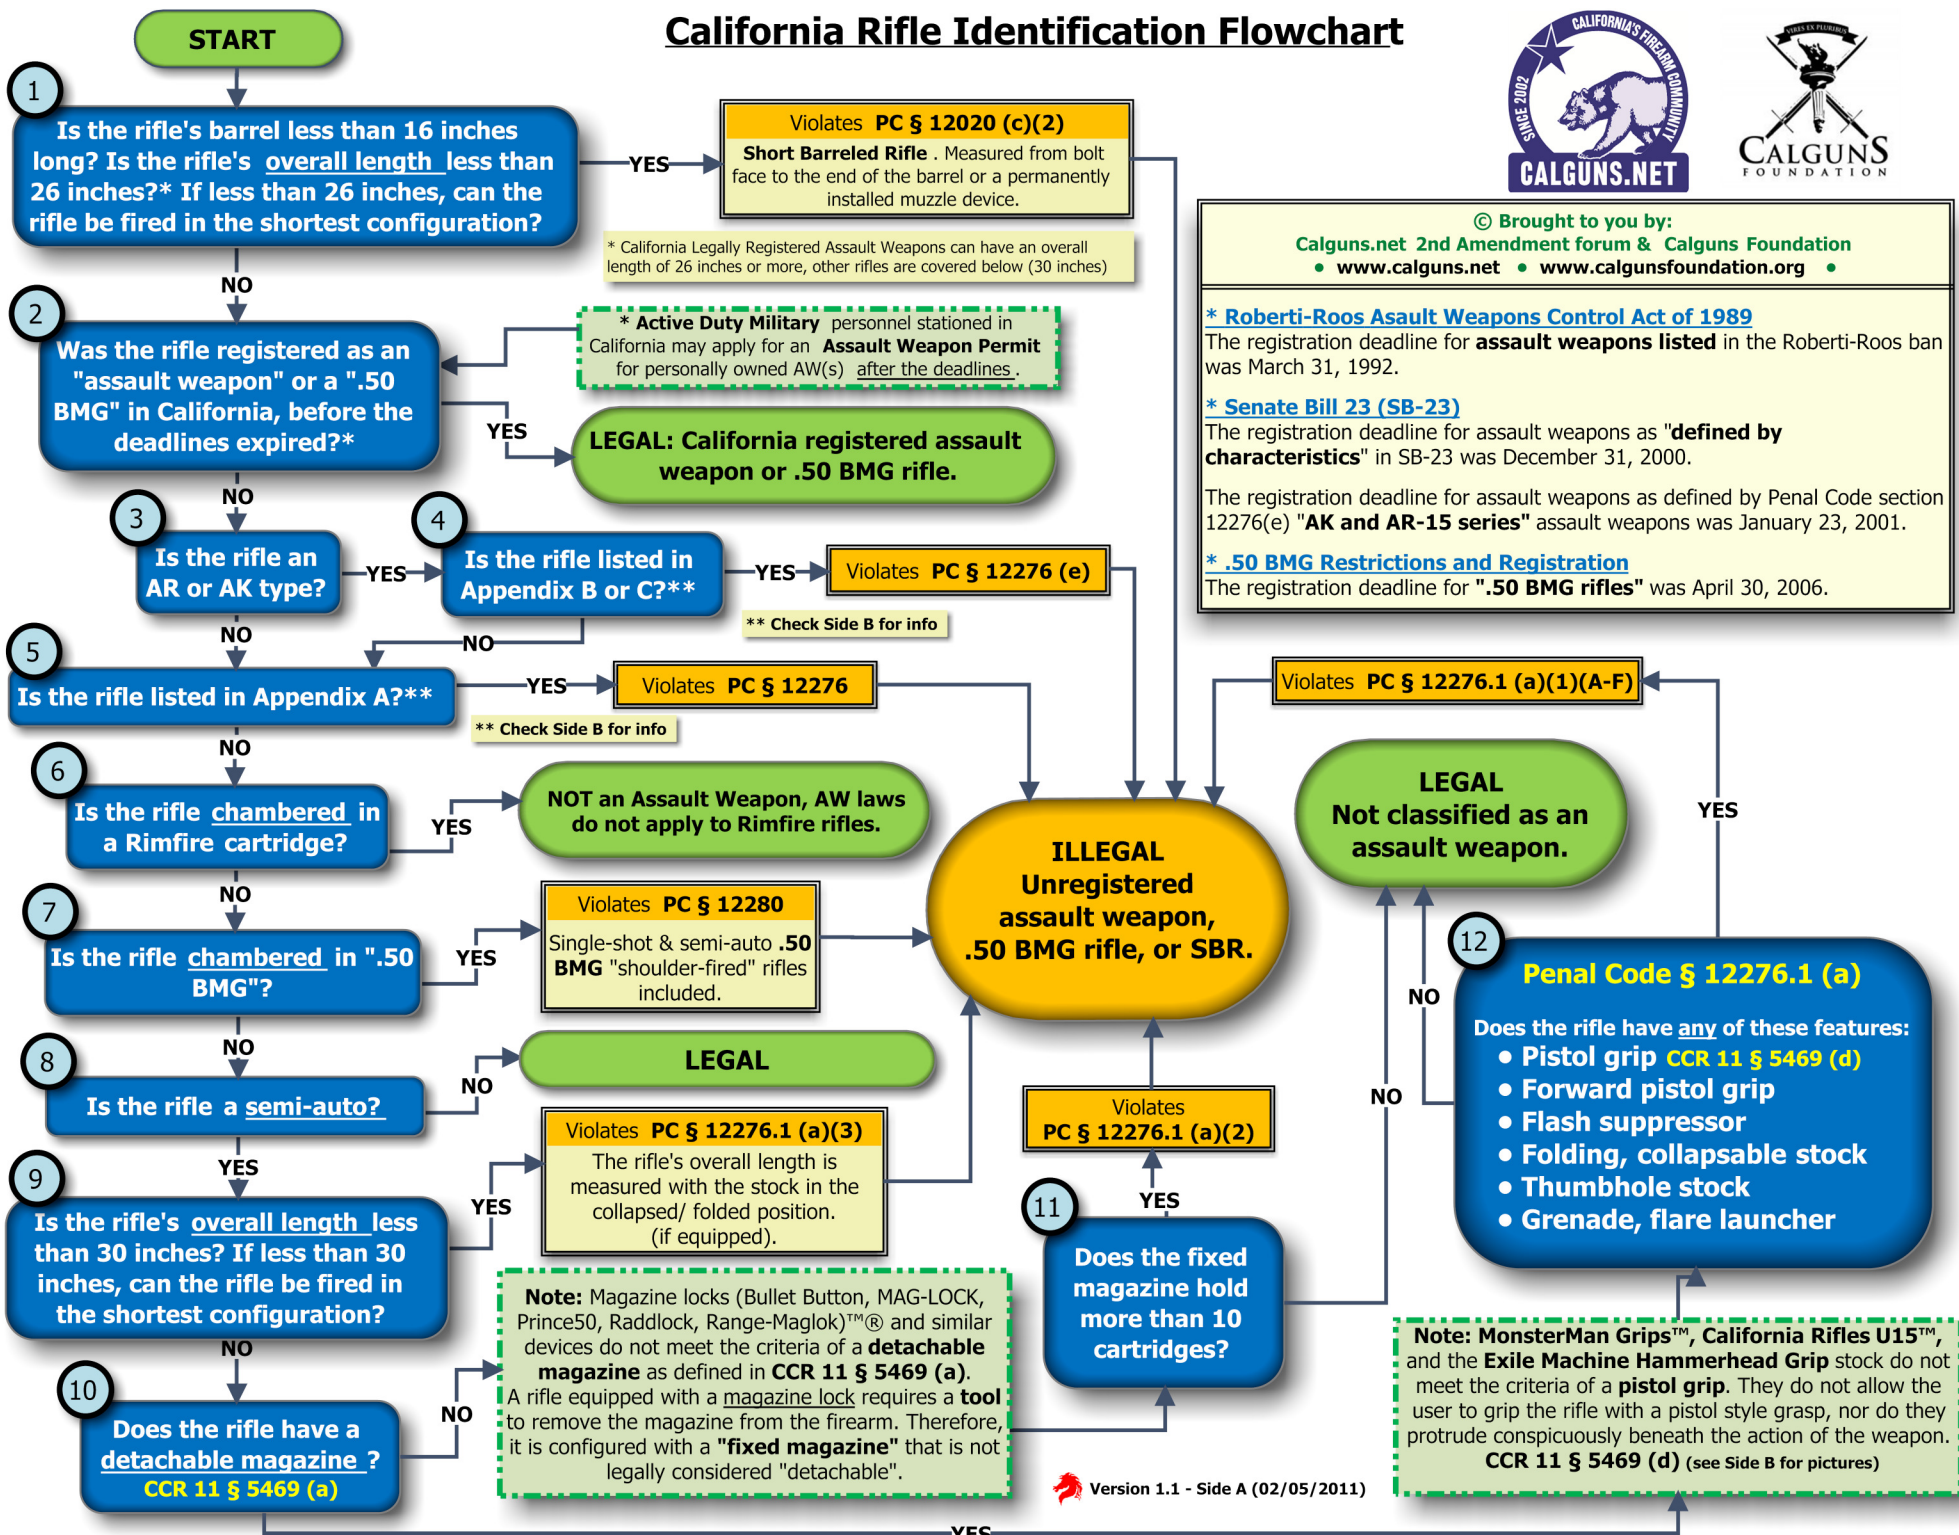 California Rifle Identification Flowchart
START
1
Is the rifle's barrel less than 16 inches
long? Is the rifle's overall length less than
26 inches?* If less than 26 inches, can the
rifle be fired in the shortest configuration?
YES
Violates PC § 12020 (c)(2)
Short Barreled Rifle . Measured from bolt
face to the end of the barrel or a permanently
installed muzzle device.
* California Legally Registered Assault Weapons can have an overall
length of 26 inches or more, other rifles are covered below (30 inches)
SINCE 2002
CALIFORNIA'S FIREARM COMMUNITY
CALGUNS.NET
VIRES EX PLURIBUS
CALGUNS
FOUNDATION
© Brought to you by:
Calguns.net 2nd Amendment forum & Calguns Foundation
• www.calguns.net • www.calgunsfoundation.org •
* Roberti-Roos Asault Weapons Control Act of 1989
The registration deadline for assault weapons listed in the Roberti-Roos ban
was March 31, 1992.
* Senate Bill 23 (SB-23)
The registration deadline for assault weapons as "defined by
characteristics" in SB-23 was December 31, 2000.
The registration deadline for assault weapons as defined by Penal Code section
12276(e) "AK and AR-15 series" assault weapons was January 23, 2001.
* .50 BMG Restrictions and Registration
The registration deadline for ".50 BMG rifles" was April 30, 2006.
NO
2
Was the rifle registered as an
"assault weapon" or a ".50
BMG" in California, before the
deadlines expired?*
* Active Duty Military personnel stationed in
California may apply for an Assault Weapon Permit
for personally owned AW(s) after the deadlines .
YES
LEGAL: California registered assault
weapon or .50 BMG rifle.
NO
3
Is the rifle an
AR or AK type?
YES
4
Is the rifle listed in
Appendix B or C?**
YES
Violates PC § 12276 (e)
** Check Side B for info
NO
NO
5
Is the rifle listed in Appendix A?**
YES
Violates PC § 12276
** Check Side B for info
NO
6
Is the rifle chambered in
a Rimfire cartridge?
YES
NOT an Assault Weapon, AW laws
do not apply to Rimfire rifles.
NO
7
Is the rifle chambered in ".50
BMG"?
YES
Violates PC § 12280
Single-shot & semi-auto .50
BMG "shoulder-fired" rifles
included.
ILLEGAL
Unregistered
assault weapon,
.50 BMG rifle, or SBR.
NO
8
Is the rifle a semi-auto?
NO
LEGAL
YES
9
Is the rifle's overall length less
than 30 inches? If less than 30
inches, can the rifle be fired in
the shortest configuration?
YES
Violates PC § 12276.1 (a)(3)
The rifle's overall length is
measured with the stock in the
collapsed/ folded position.
(if equipped).
NO
10
Does the rifle have a
detachable magazine ?
CCR 11 § 5469 (a)
NO
Note: Magazine locks (Bullet Button, MAG-LOCK,
Prince50, Raddlock, Range-Maglok)™® and similar
devices do not meet the criteria of a detachable
magazine as defined in CCR 11 § 5469 (a).
A rifle equipped with a magazine lock requires a tool
to remove the magazine from the firearm. Therefore,
it is configured with a "fixed magazine" that is not
legally considered "detachable".
11
Does the fixed
magazine hold
more than 10
cartridges?
YES
Violates
PC § 12276.1 (a)(2)
NO
LEGAL
Not classified as an
assault weapon.
Violates PC § 12276.1 (a)(1)(A-F)
YES
NO
12
Penal Code § 12276.1 (a)
Does the rifle have any of these features:
• Pistol grip CCR 11 § 5469 (d)
• Forward pistol grip
• Flash suppressor
• Folding, collapsable stock
• Thumbhole stock
• Grenade, flare launcher
Note: MonsterMan Grips™, California Rifles U15™,
and the Exile Machine Hammerhead Grip stock do not
meet the criteria of a pistol grip. They do not allow the
user to grip the rifle with a pistol style grasp, nor do they
protrude conspicuously beneath the action of the weapon.
CCR 11 § 5469 (d) (see Side B for pictures)
Version 1.1 - Side A (02/05/2011)
YES